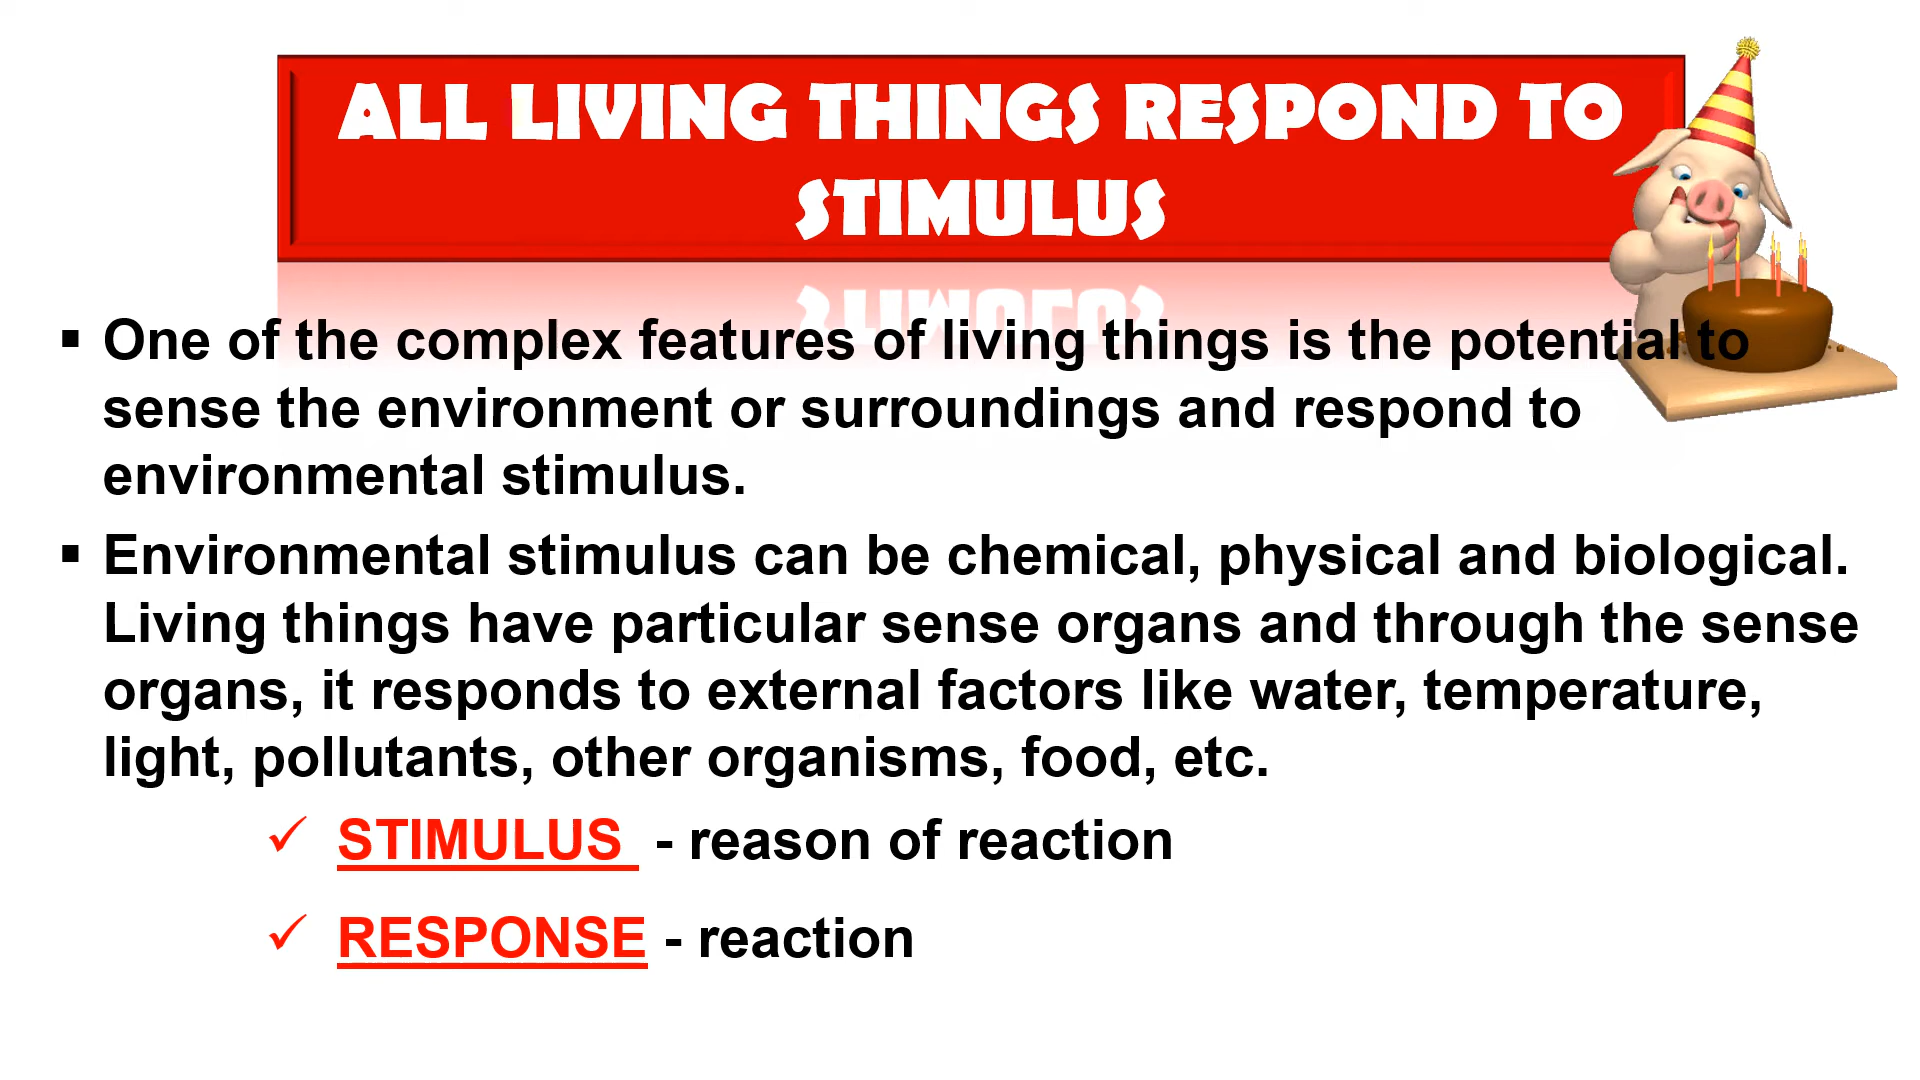 ALL LIVING THINGS RESPOND TO
STIMULUS
▪ One of the complex features of living things is the potential to
sense the environment or surroundings and respond to
environmental stimulus.
▪ Environmental stimulus can be chemical, physical and biological.
Living things have particular sense organs and through the sense
organs, it responds to external factors like water, temperature,
light, pollutants, other organisms, food, etc.
✓ STIMULUS - reason of reaction
✓ RESPONSE - reaction